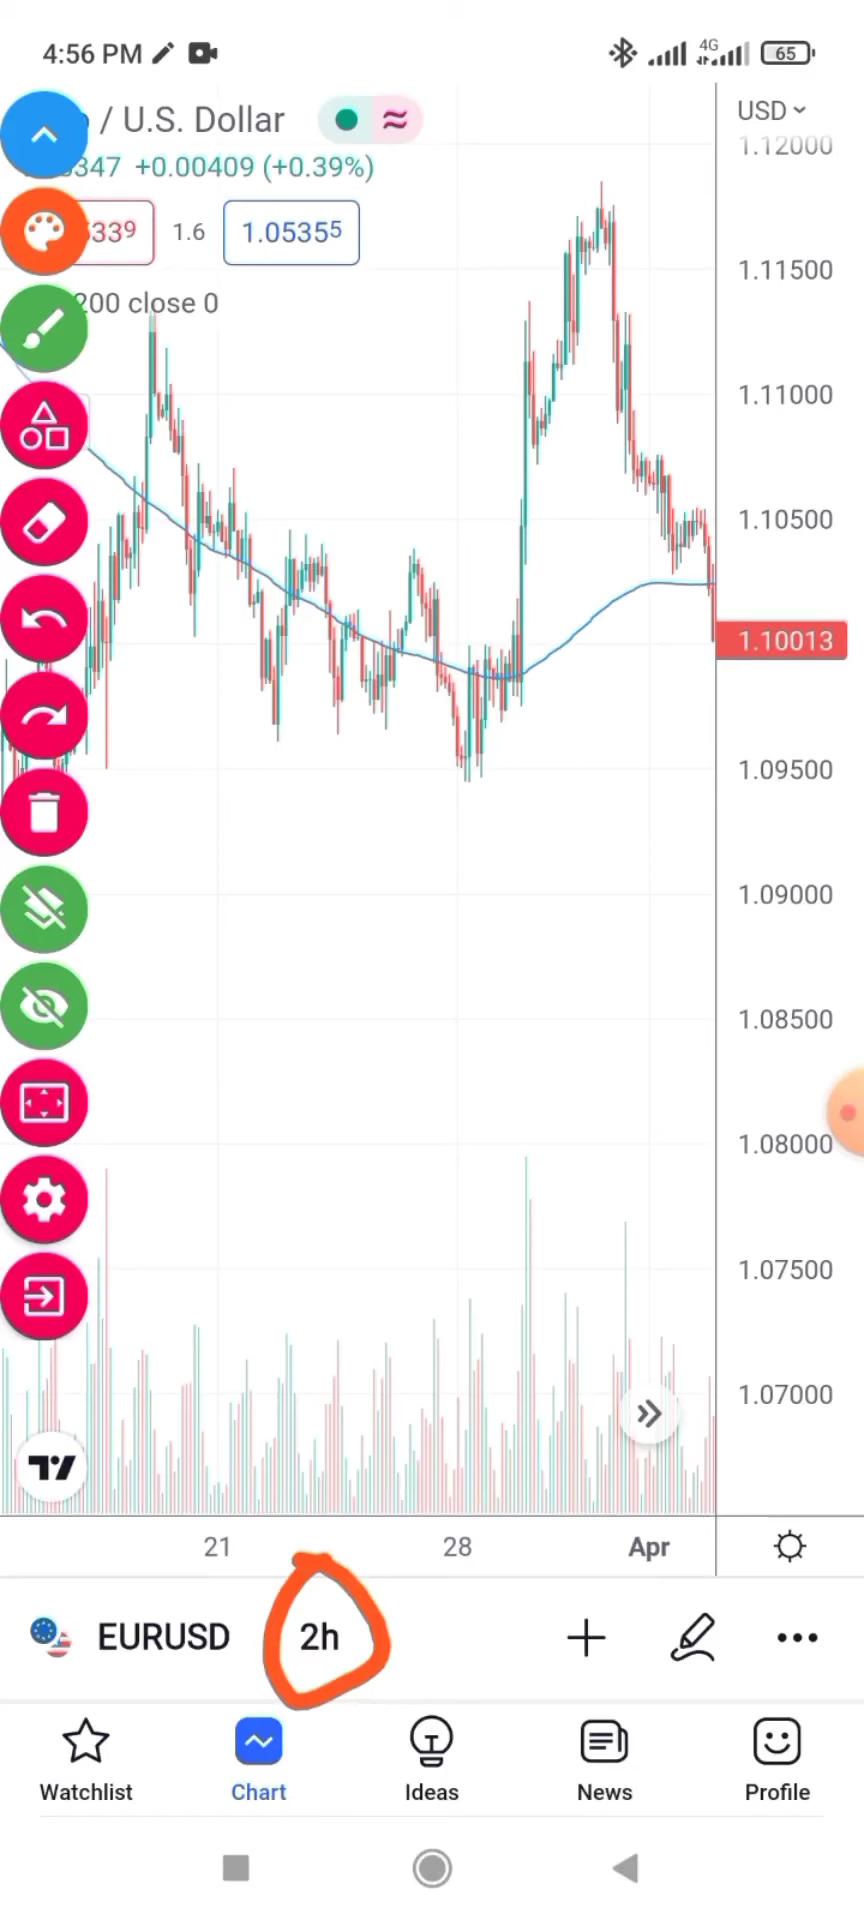 4:56 PM
4G
65
/ U.S. Dollar
USD
347 +0.00409 (+0.39%)
339
1.6
1.05355
200 close 0
1.12000
1.11500
1.11000
1.10500
1.10013
1.09500
1.09000
1.08500
1.08000
1.07500
1.07000
21
28
Apr
EURUSD
2h
Watchlist
Chart
Ideas
News
Profile